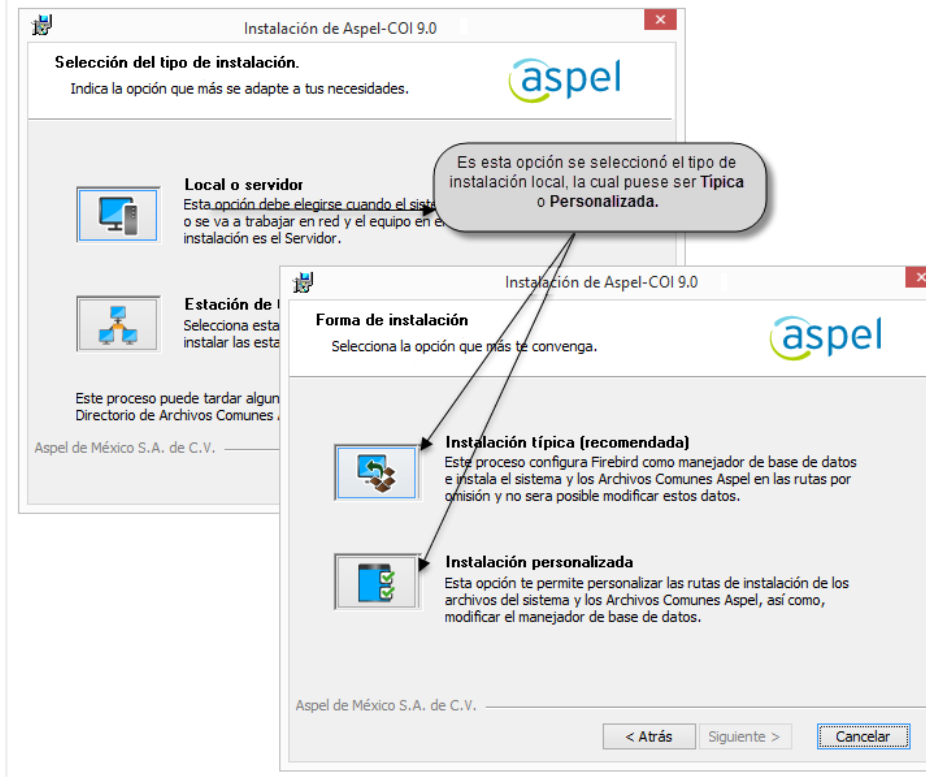 Instalación de Aspel-COI 9.0
Selección del tipo de instalación.
Indica la opción que más se adapte a tus necesidades.
aspel
Local o servidor
Esta opción debe elegirse cuando el siste
o se va a trabajar en red y el equipo en e
instalación es el Servidor.
Es esta opción se seleccionó el tipo de
instalación local, la cual puese ser Típica
o Personalizada.
Estación de
Selecciona esta
instalar las esta
Este proceso puede tardar algun
Directorio de Archivos Comunes
Aspel de México S.A. de C.V.
Instalación de Aspel-COI 9.0
Forma de instalación
Selecciona la opción que más te convenga.
aspel
Instalación típica (recomendada)
Este proceso configura Firebird como manejador de base de datos
e instala el sistema y los Archivos Comunes Aspel en las rutas por
omisión y no sera posible modificar estos datos.
Instalación personalizada
Esta opción te permite personalizar las rutas de instalación de los
archivos del sistema y los Archivos Comunes Aspel, así como,
modificar el manejador de base de datos.
Aspel de México S.A. de C.V.
< Atrás
Siguiente >
Cancelar